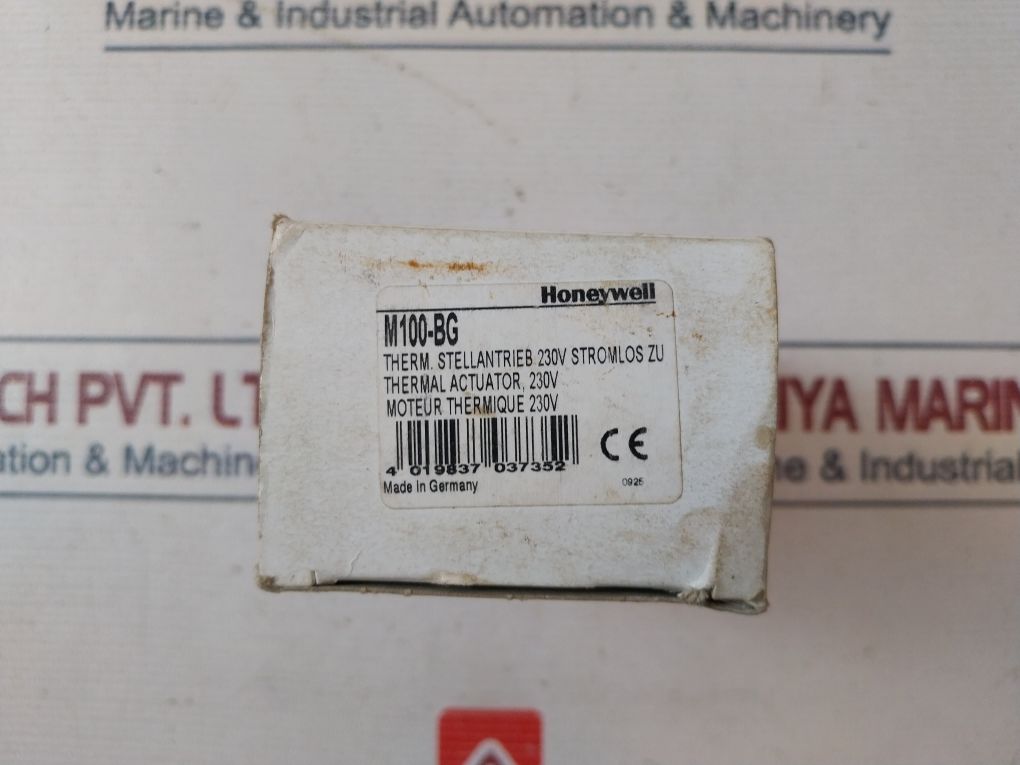 Marine & Industrial Automation & Machinery
Honeywell
M100-BG
THERM. STELLANTRIEB 230V STROMLOS ZU
THERMAL ACTUATOR, 230V
MOTEUR THERMIQUE 230V
4 019837 037352
CE
Made in Germany
0925
CH PVT. LT
IYA MARIN
ation & Machin
e & Industrial